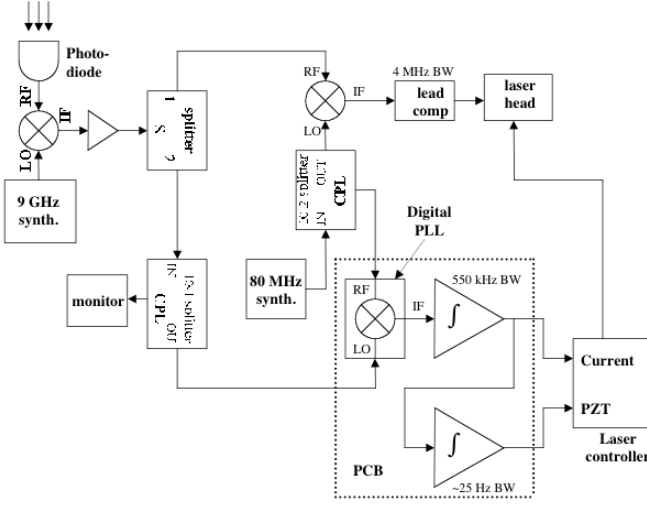 Photo-
diode
RF
IF
LO
9 GHz
synth.
splitter
1
S
2
RF
IF
LO
4 MHz BW
lead
comp
laser
head
CPL
80 MHz
synth.
Digital
PLL
monitor
CPL
OUT
IN
RF
IF
LO
550 kHz BW
∫
∫
~25 Hz BW
PCB
Current
PZT
Laser
controller